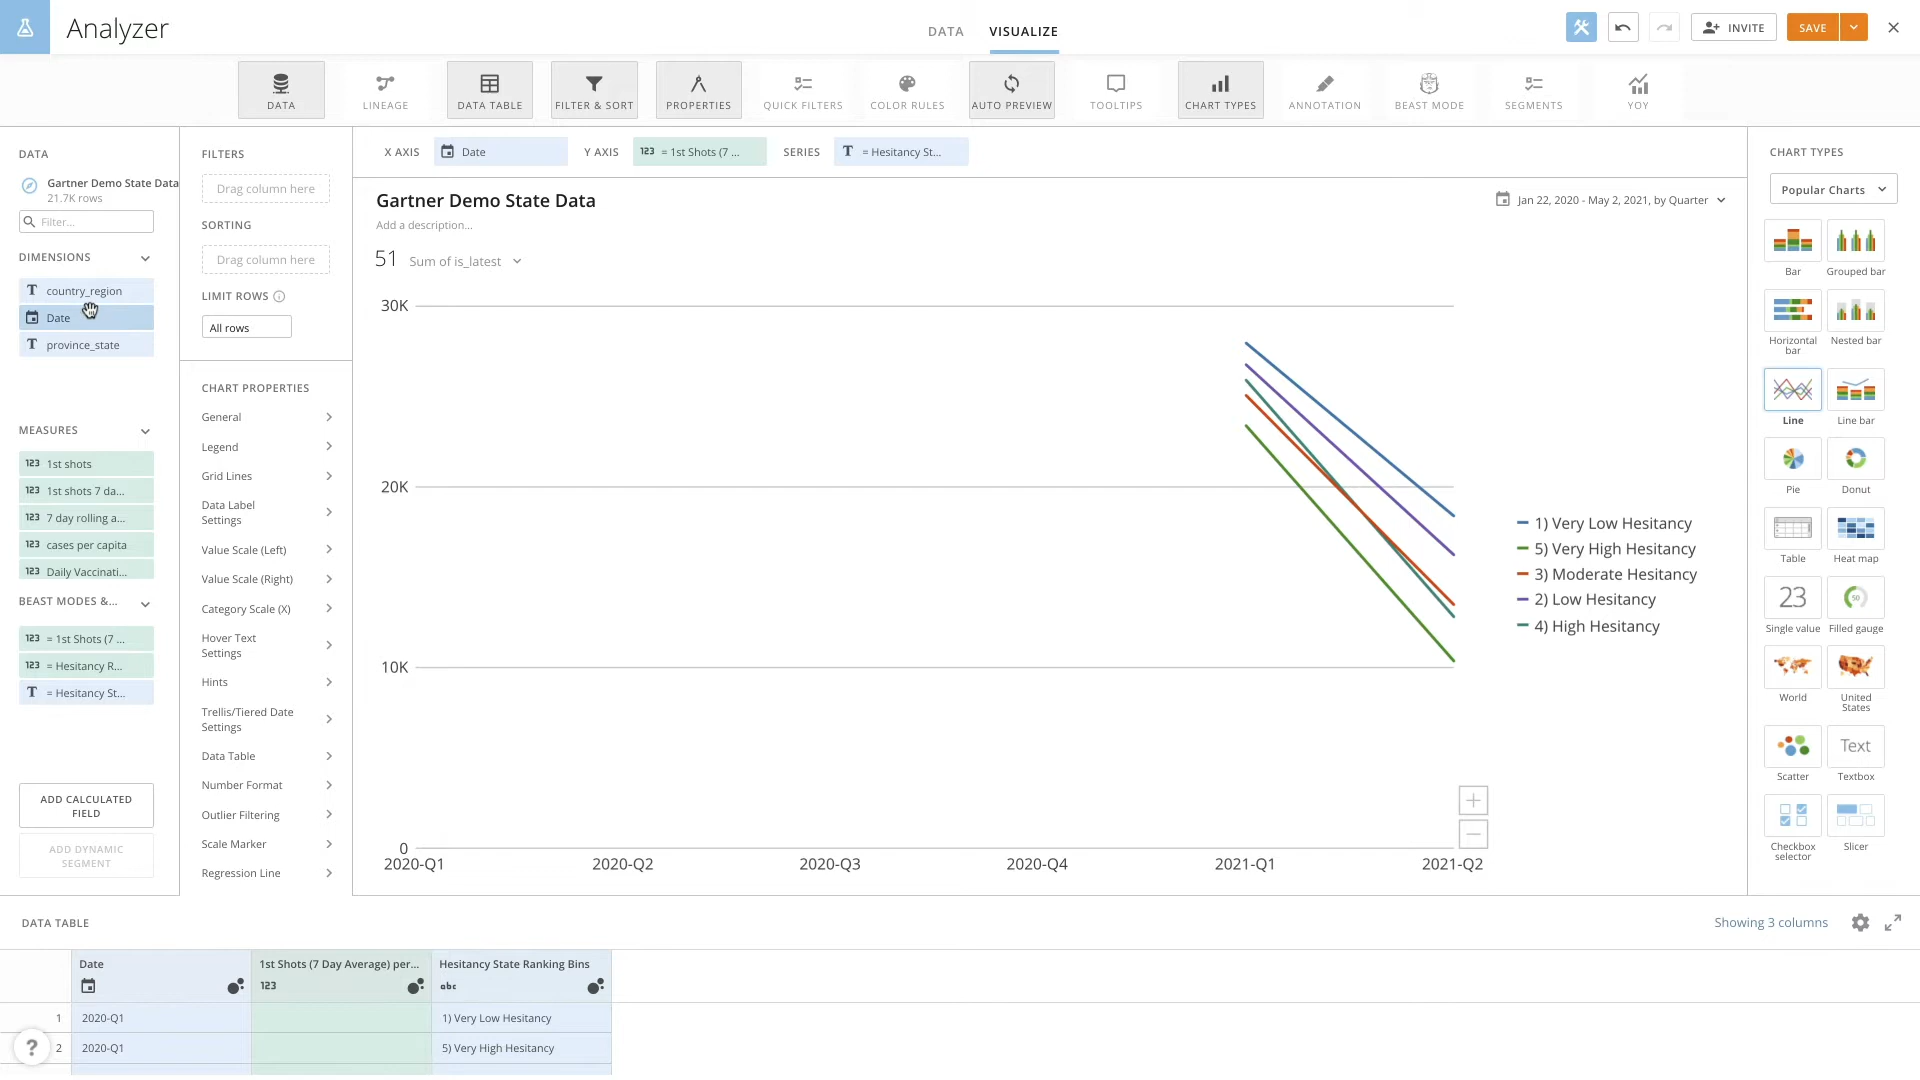 Analyzer
DATA
VISUALIZE
INVITE
SAVE
DATA
LINEAGE
DATA TABLE
FILTER & SORT
PROPERTIES
QUICK FILTERS
COLOR RULES
AUTO PREVIEW
TOOLTIPS
CHART TYPES
ANNOTATION
BEAST MODE
SEGMENTS
YOY
DATA
Gartner Demo State Data
21.7K rows
Filter...
DIMENSIONS
T country_region
Date
T province_state
MEASURES
123 1st shots
123 1st shots 7 da...
123 7 day rolling a...
123 cases per capita
123 Daily Vaccinati...
BEAST MODES &...
123 = 1st Shots (7 ...
123 = Hesitancy R...
T = Hesitancy St...
ADD CALCULATED
FIELD
ADD DYNAMIC
SEGMENT
FILTERS
Drag column here
SORTING
Drag column here
LIMIT ROWS
All rows
CHART PROPERTIES
General
Legend
Grid Lines
Data Label
Settings
Value Scale (Left)
Value Scale (Right)
Category Scale (X)
Hover Text
Settings
Hints
Trellis/Tiered Date
Settings
Data Table
Number Format
Outlier Filtering
Scale Marker
Regression Line
X AXIS
Date
Y AXIS
123 = 1st Shots (7 ...
SERIES
T = Hesitancy St...
Gartner Demo State Data
Jan 22, 2020 - May 2, 2021, by Quarter
Add a description...
51 Sum of is_latest
30K
20K
10K
0
2020-Q1
2020-Q2
2020-Q3
2020-Q4
2021-Q1
2021-Q2
1) Very Low Hesitancy
5) Very High Hesitancy
3) Moderate Hesitancy
2) Low Hesitancy
4) High Hesitancy
CHART TYPES
Popular Charts
Bar
Grouped bar
Horizontal
bar
Nested bar
Line
Line bar
Pie
Donut
Table
Heat map
23
50
Single value
Filled gauge
World
United
States
Text
Scatter
Textbox
Checkbox
selector
Slicer
DATA TABLE
Showing 3 columns
Date
1st Shots (7 Day Average) per...
123
Hesitancy State Ranking Bins
abc
1 2020-Q1 1) Very Low Hesitancy
2 2020-Q1 5) Very High Hesitancy
?